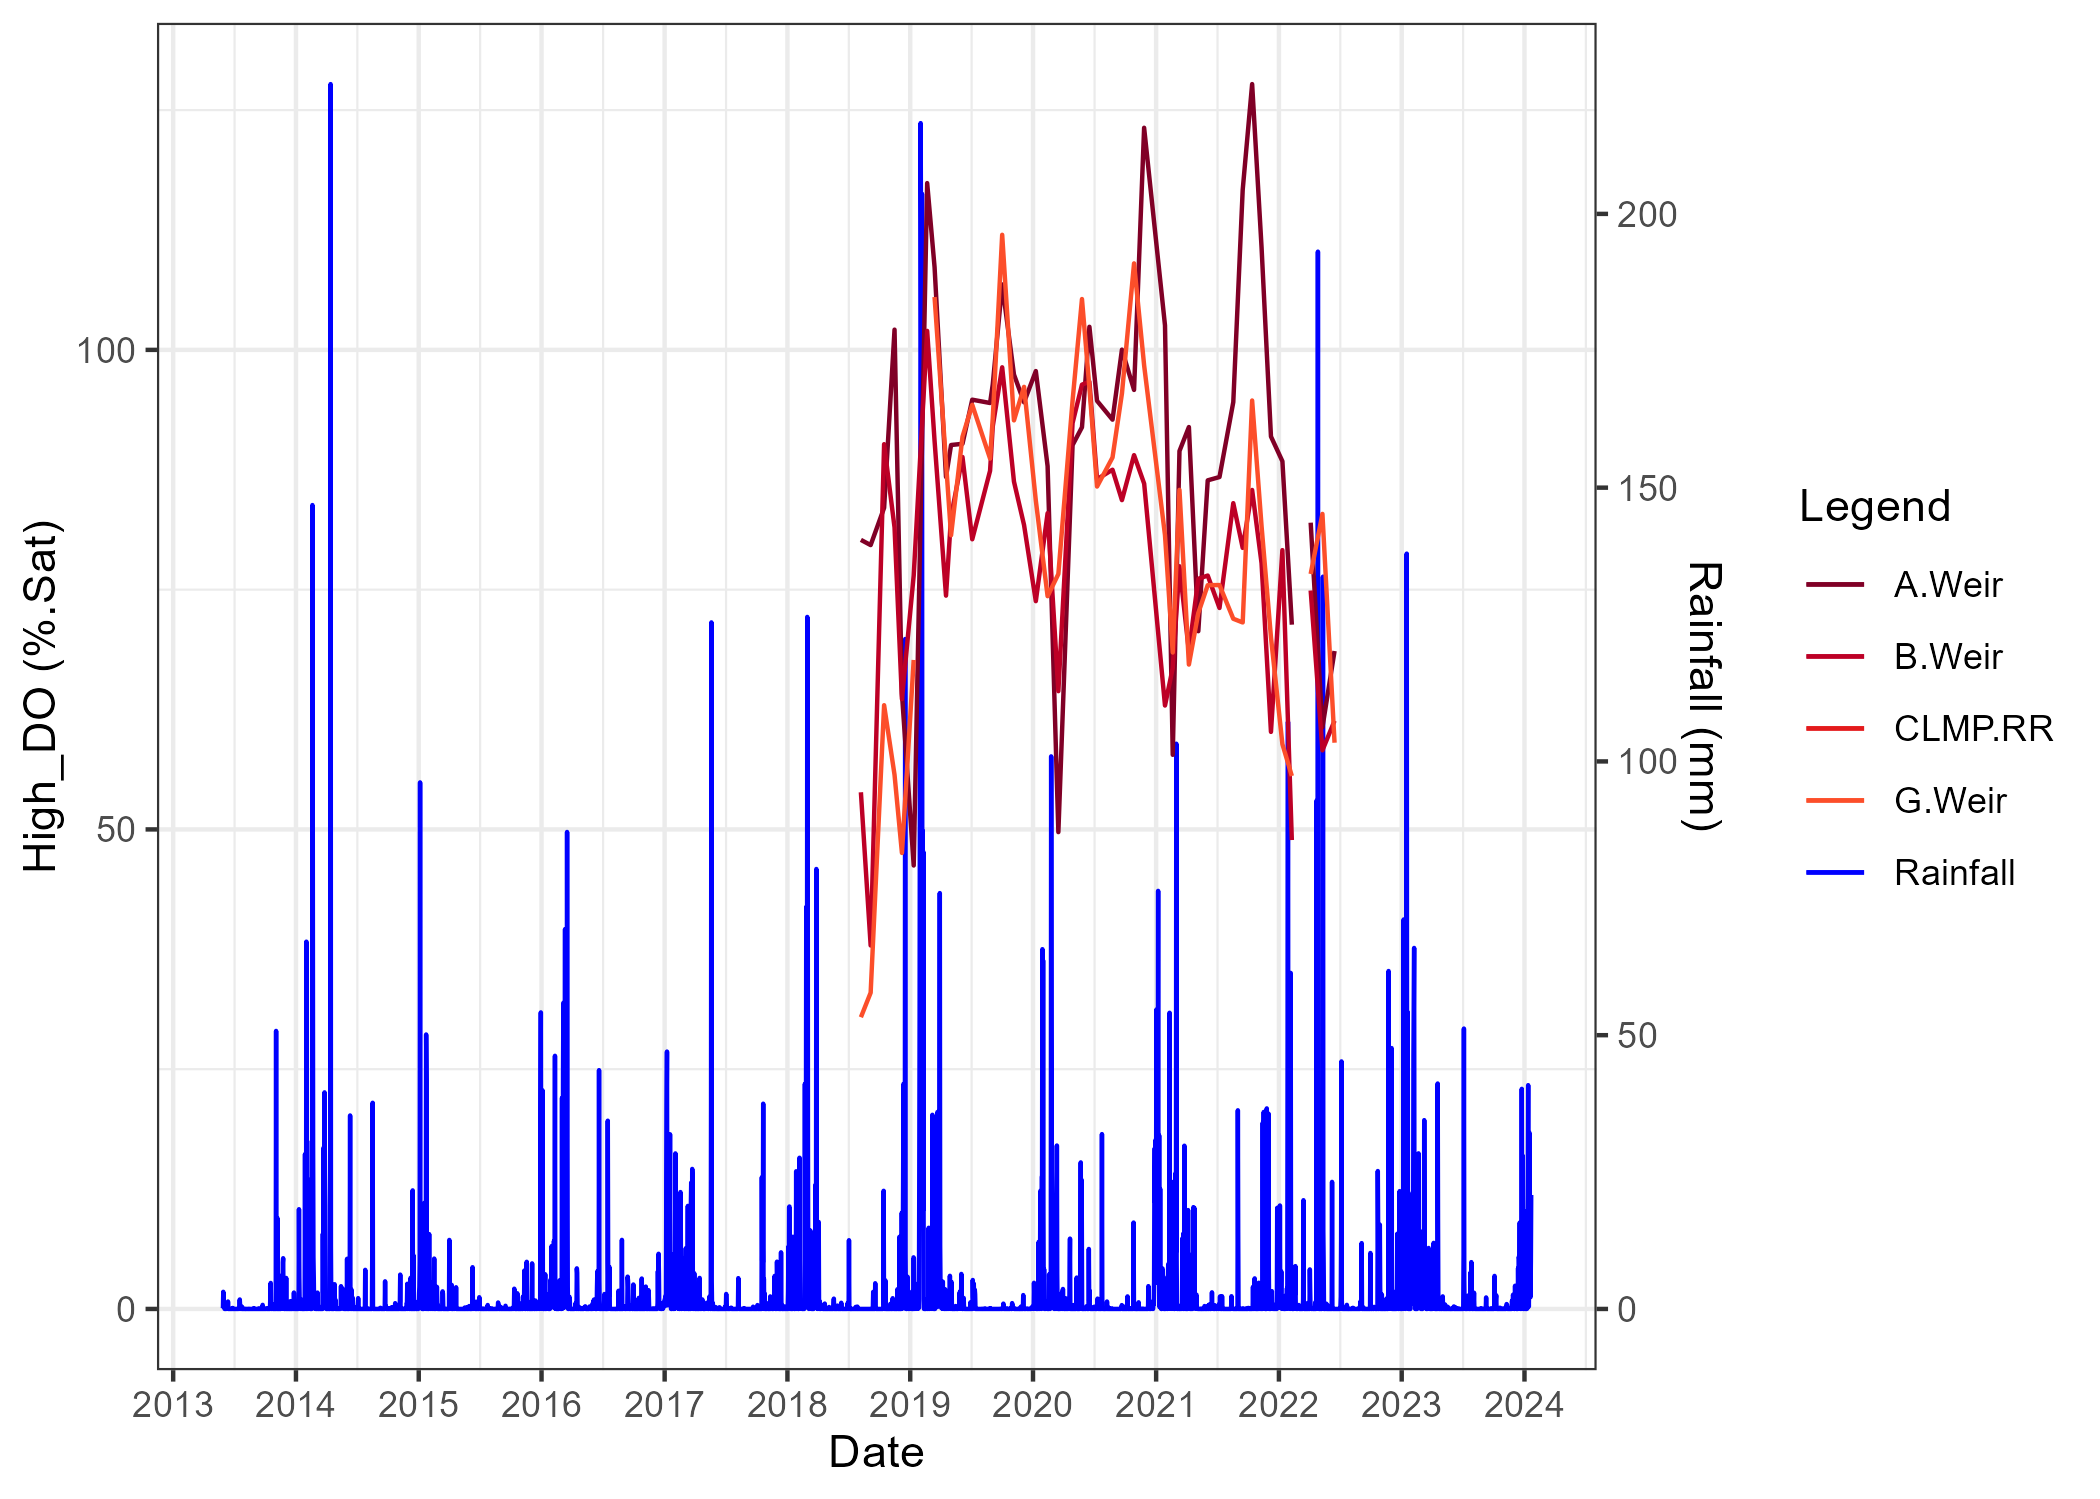 High_DO (%.Sat)
100
50
0
200
150
100
50
0
Rainfall (mm)
2013 2014 2015 2016 2017 2018 2019 2020 2021 2022 2023 2024
Date
Legend
A.Weir
B.Weir
CLMP.RR
G.Weir
Rainfall